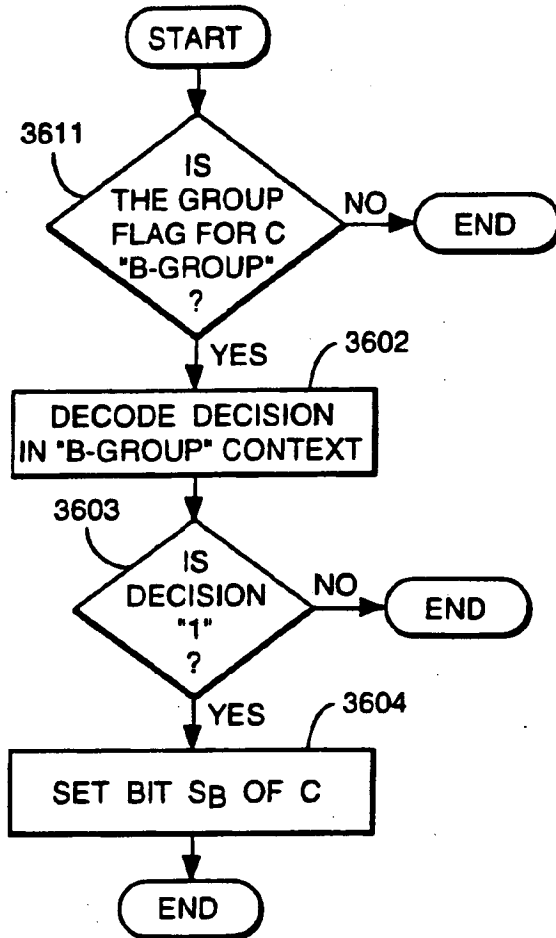 START
3611
IS
THE GROUP
FLAG FOR C
"B-GROUP"
?
NO
END
YES
3602
DECODE DECISION
IN "B-GROUP" CONTEXT
3603
IS
DECISION
"1"
?
NO
END
YES
3604
SET BIT SB OF C
END